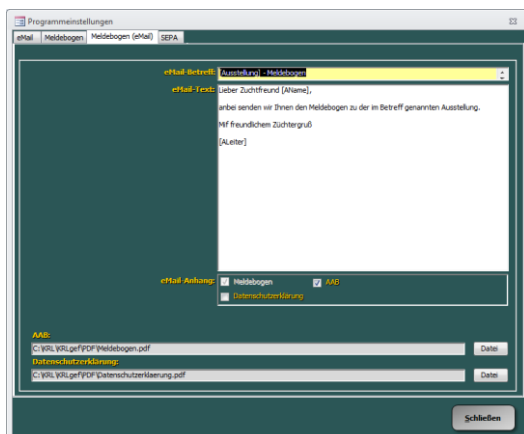 Programmeinstellungen
eMail Meldebogen Meldebogen (eMail) SEPA
eMail-Betreff: [Ausstellung] - Meldebogen
eMail-Text: Lieber Zuchtfreund [AName],
anbei senden wir Ihnen den Meldebogen zu der im Betreff genannten Ausstellung.
Mif freundlichem Züchtergruß
[ALeiter]
eMail-Anhang: Meldebogen AAB
Datenschutzerklärung
AAB:
C:\KRL\KRLgef\PDF\Meldebogen.pdf Datei
Datenschutzerklärung:
C:\KRL\KRLgef\PDF\Datenschutzerklaerung.pdf Datei
Schließen